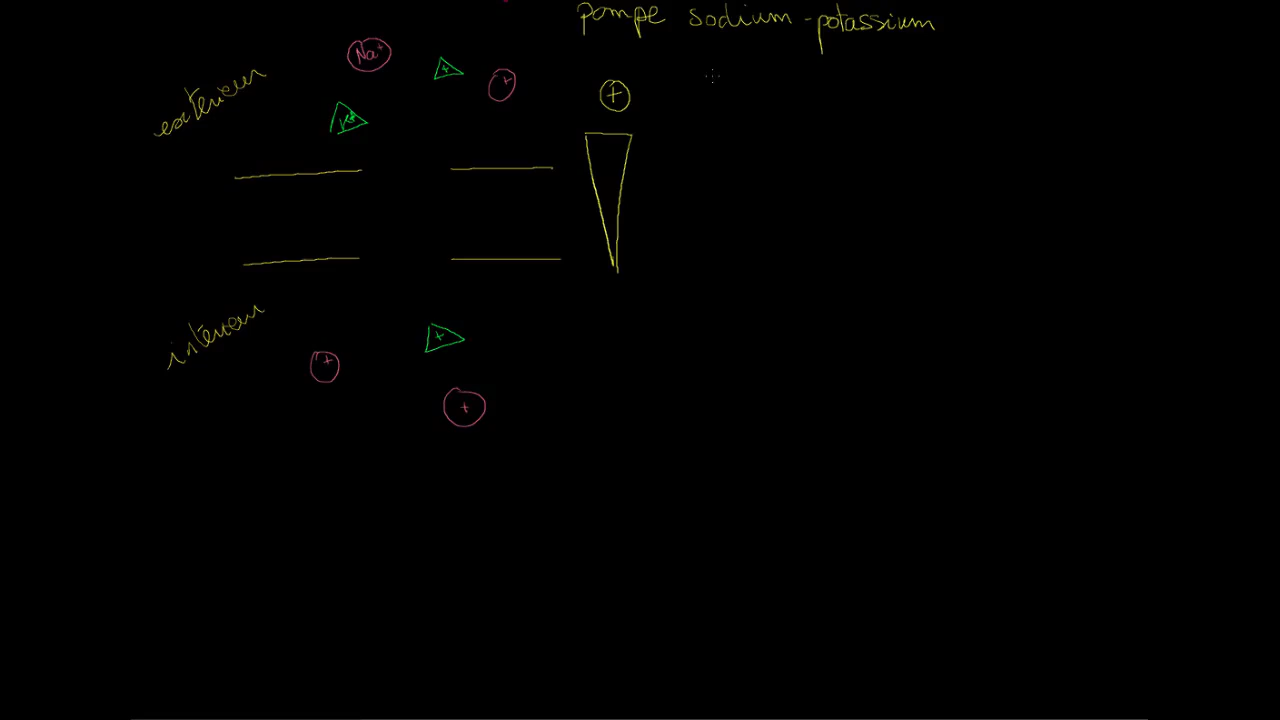 pompe sodium-potassium
Na+
+
+
+
K+
extérieur
intérieur
+
+
+